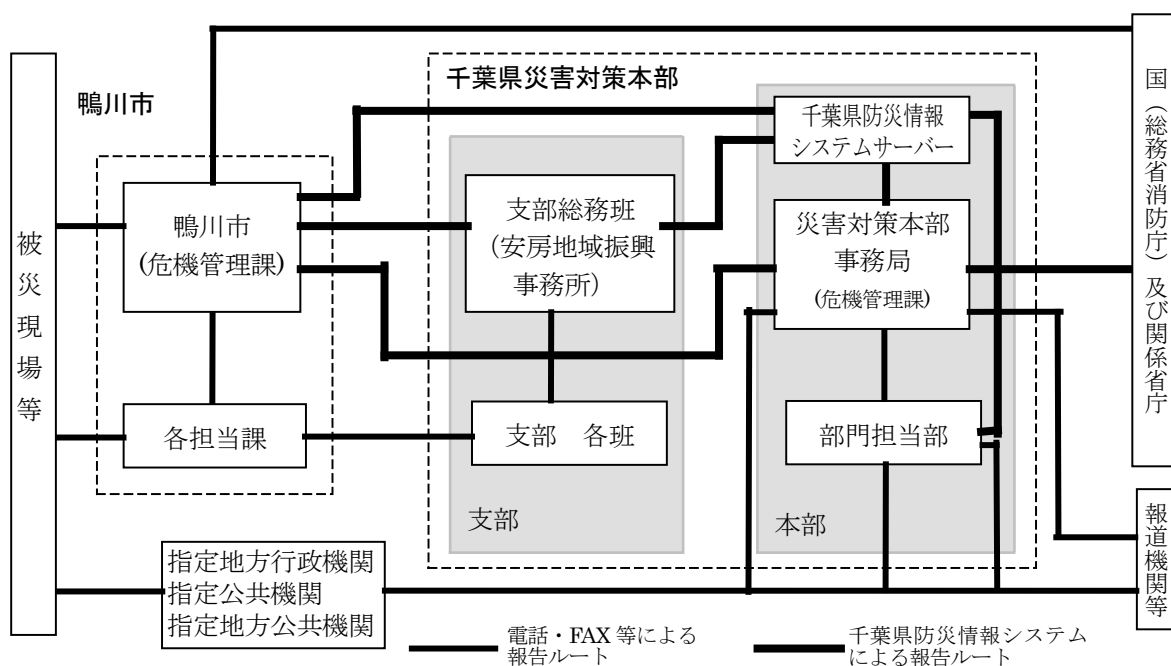 鴨川市
千葉県災害対策本部
千葉県防災情報
システムサーバー
国（総務省消防庁）及び関係省庁
被災現場等
鴨川市
(危機管理課)
支部総務班
（安房地域振興
事務所）
災害対策本部
事務局
(危機管理課)
各担当課
支部　各班
部門担当部
支部
本部
報道機関等
指定地方行政機関
指定公共機関
指定地方公共機関
電話・FAX 等による
報告ルート
千葉県防災情報システム
による報告ルート